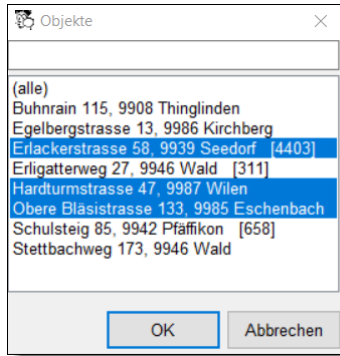 Objekte
(alle)
Buhnrain 115, 9908 Thinglinden
Egelbergstrasse 13, 9986 Kirchberg
Erlackerstrasse 58, 9939 Seedorf [4403]
Erligatterweg 27, 9946 Wald [311]
Hardturmstrasse 47, 9987 Wilen
Obere Bläsistrasse 133, 9985 Eschenbach
Schulsteig 85, 9942 Pfäffikon [658]
Stettbachweg 173, 9946 Wald
OK Abbrechen